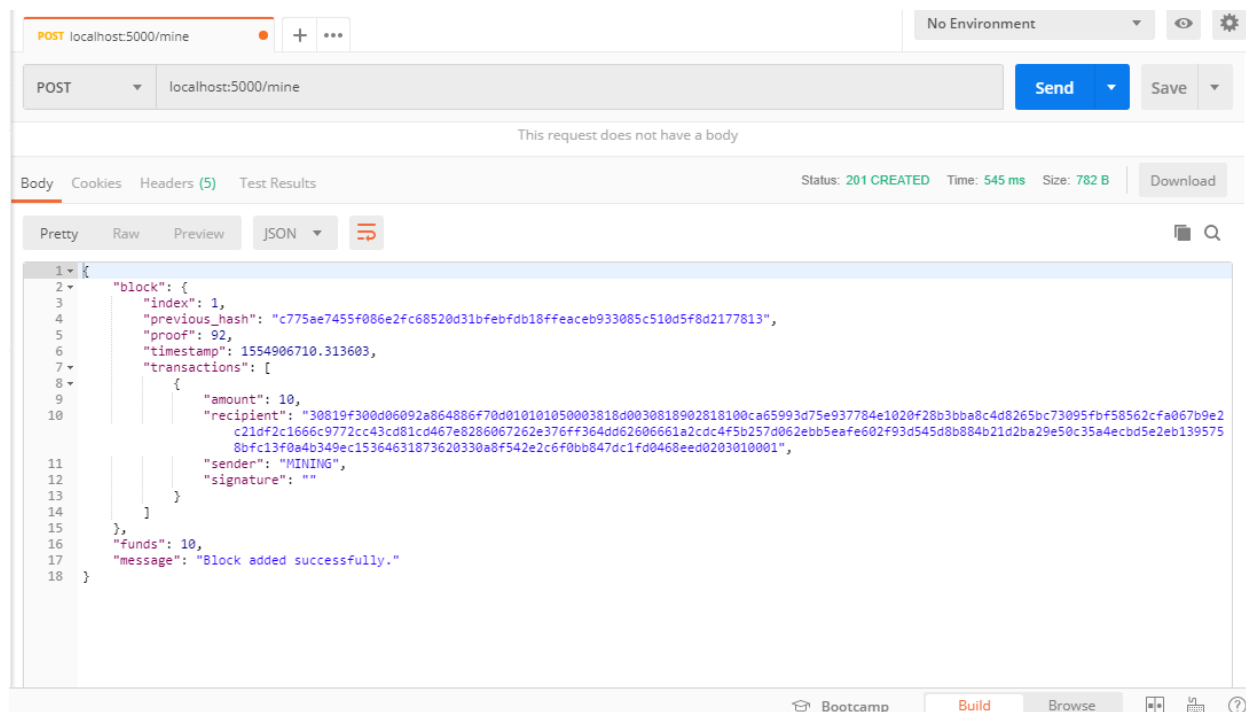 POST localhost:5000/mine
No Environment
POST localhost:5000/mine Send Save
This request does not have a body
Body Cookies Headers (5) Test Results Status: 201 CREATED Time: 545 ms Size: 782 B Download
Pretty Raw Preview JSON
1 {
2 "block": {
3 "index": 1,
4 "previous_hash": "c775ae7455f086e2fc68520d31bfebfdb18ffeaceb933085c510d5f8d2177813",
5 "proof": 92,
6 "timestamp": 1554906710.313603,
7 "transactions": [
8 {
9 "amount": 10,
10 "recipient": "30819f300d06092a864886f70d010101050003818d0030818902818100ca65993d75e937784e1020f28b3bba8c4d8265bc73095fbf58562cfa067b9e2
c21df2c1666c9772cc43cd81cd467e8286067262e376ff364dd62606661a2cdc4f5b257d062ebb5eafe602f93d545d8b884b21d2ba29e50c35a4ecbd5e2eb139575
8bfc13f0a4b349ec15364631873620330a8f542e2c6f0bb847dc1fd0468eed0203010001",
11 "sender": "MINING",
12 "signature": ""
13 }
14 ]
15 },
16 "funds": 10,
17 "message": "Block added successfully."
18 }
Bootcamp Build Browse